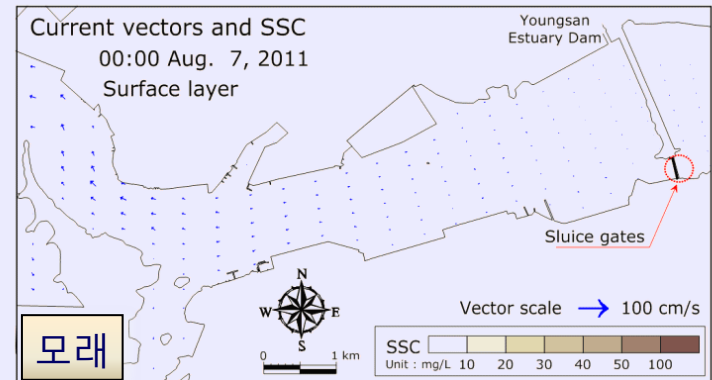 Current vectors and SSC
00:00 Aug. 7, 2011
Surface layer
Youngsan
Estuary Dam
Sluice gates
N
W E
S
Vector scale 100 cm/s
0 1 km
SSC
Unit : mg/L 10 20 30 40 50 100
모래